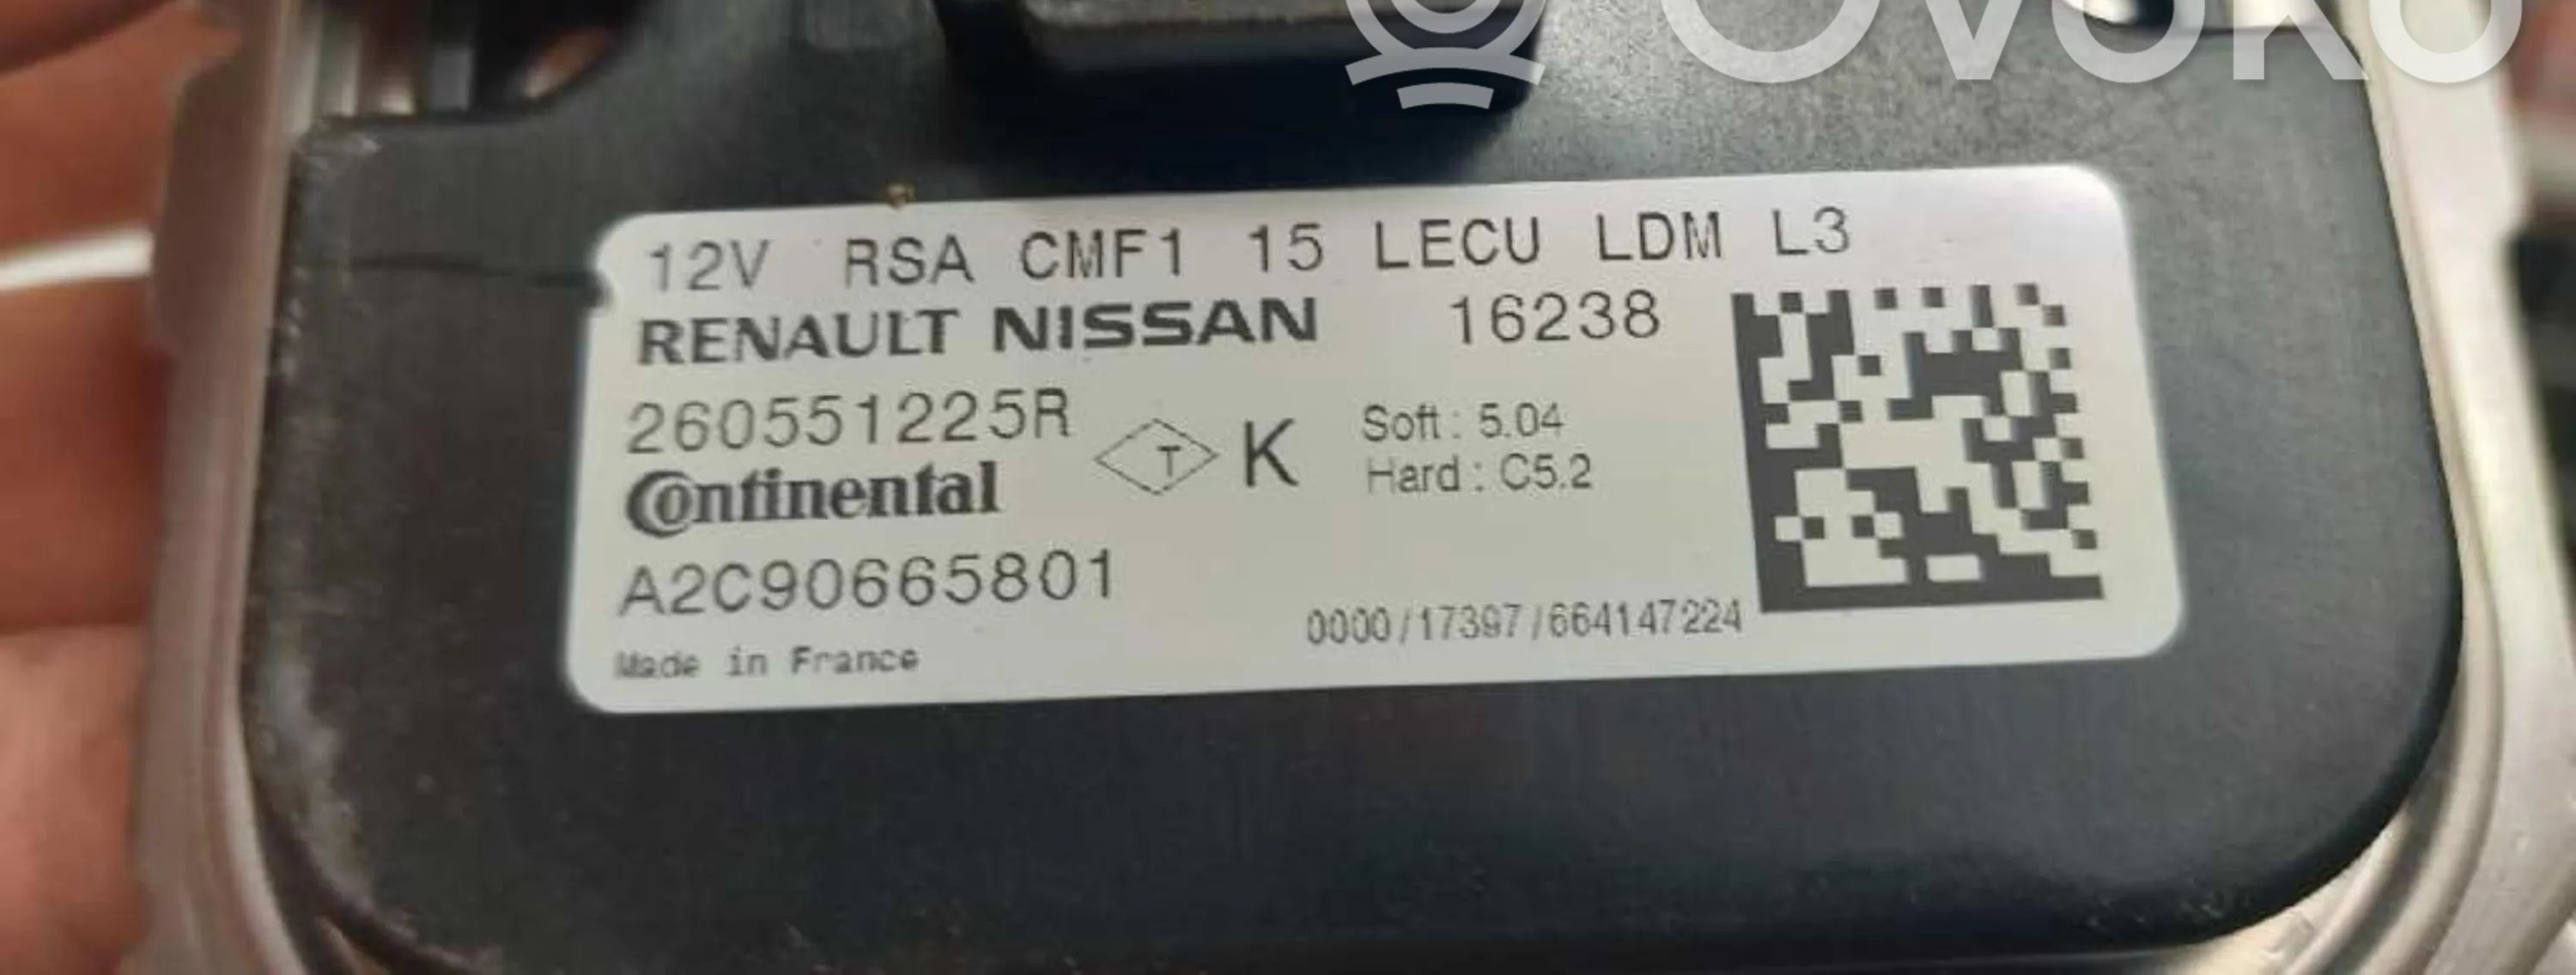 OVOKO
12V RSA CMF1 15 LECU LDM L3
RENAULT NISSAN 16238
260551225R
T K
Soft : 5.04
Hard : C5.2
Continental
A2C90665801
0000/17397/664147224
Made in France